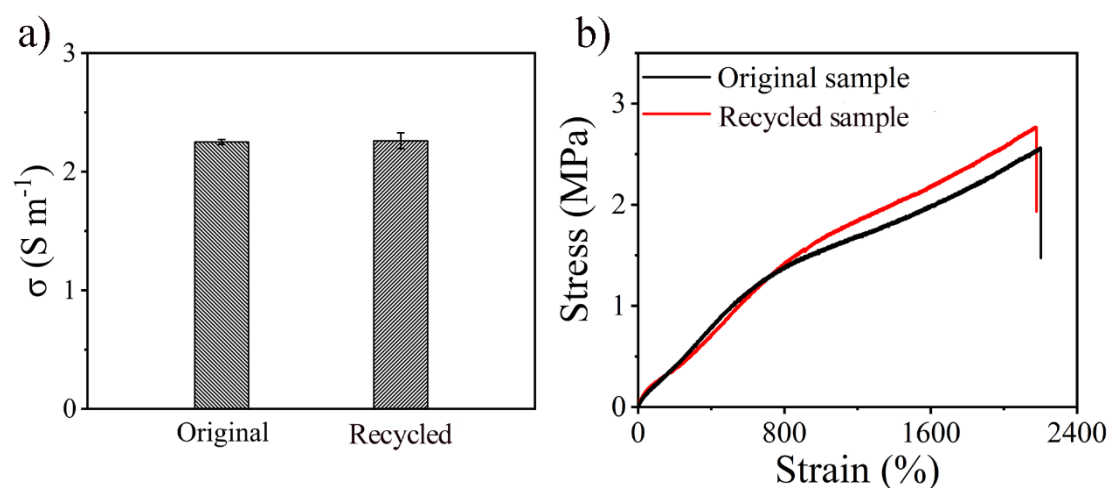 a)
3
2
1
0
σ (S m⁻¹)
Original
Recycled
b)
Original sample
Recycled sample
3
2
1
0
Stress (MPa)
0
800
1600
2400
Strain (%)